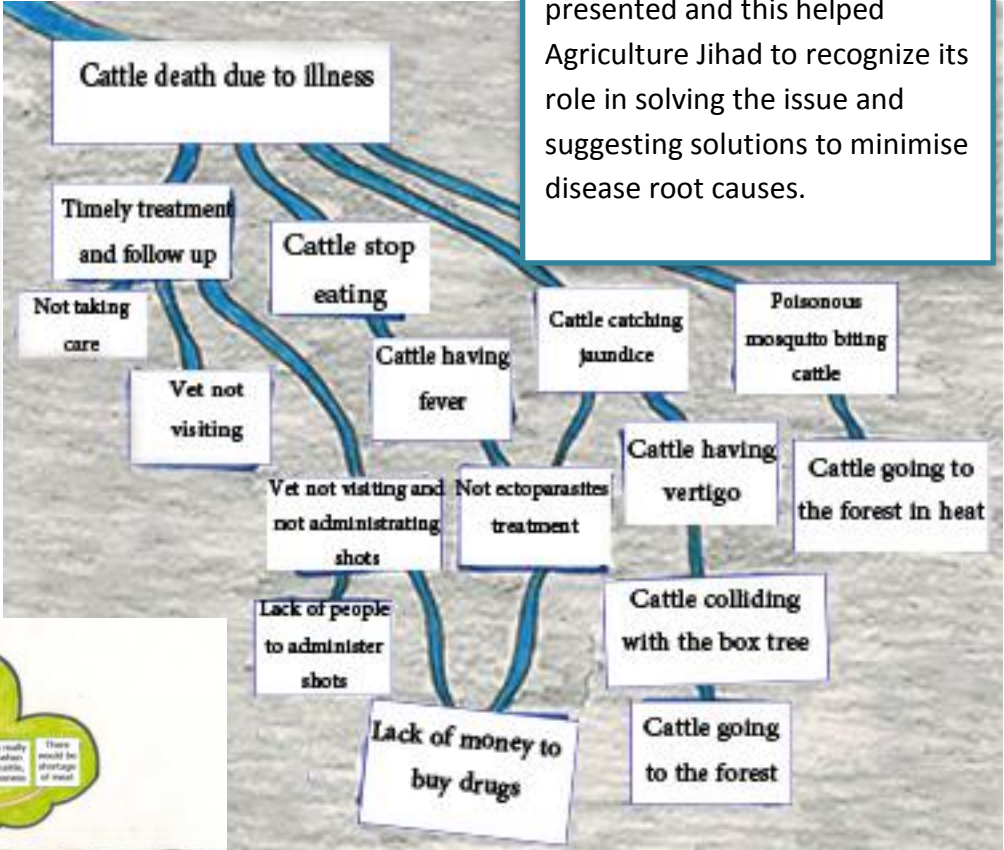 presented and this helped
Agriculture Jihad to recognize its
role in solving the issue and
suggesting solutions to minimise
disease root causes.
Cattle death due to illness
Timely treatment
and follow up
Cattle stop
eating
Not taking
care
Cattle catching
jaundice
Poisonous
mosquito biting
cattle
Cattle having
fever
Vet not
visiting
Cattle having
vertigo
Cattle going to
the forest in heat
Vet not visiting and
not administrating
shots
Not ectoparasites
treatment
Lack of people
to administer
shots
Cattle colliding
with the box tree
Lack of money to
buy drugs
Cattle going
to the forest
really
when
cattle,
There
would be
shortage
of meat